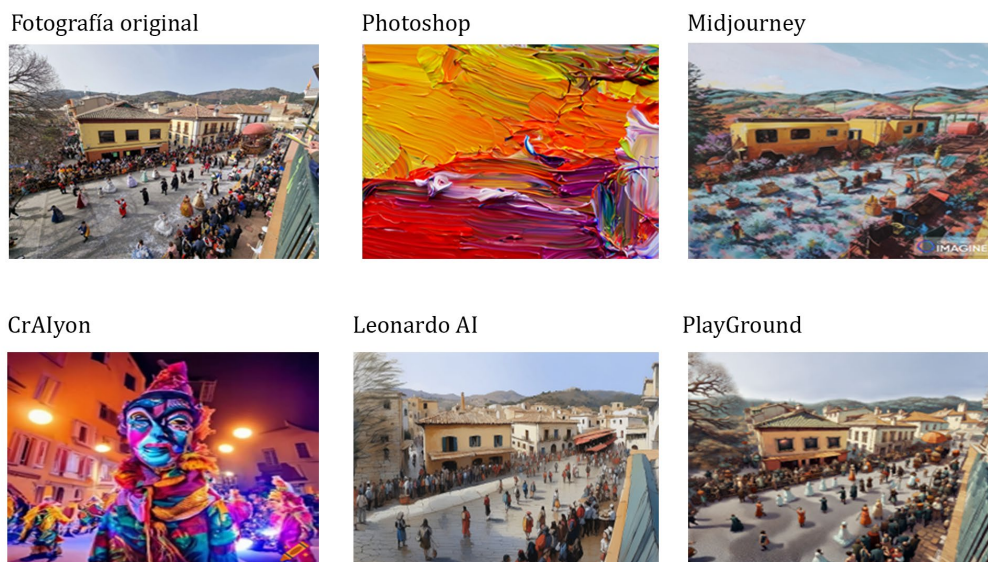 Fotografía original
Photoshop
Midjourney
IMAGINE
CrAIyon
Leonardo AI
PlayGround